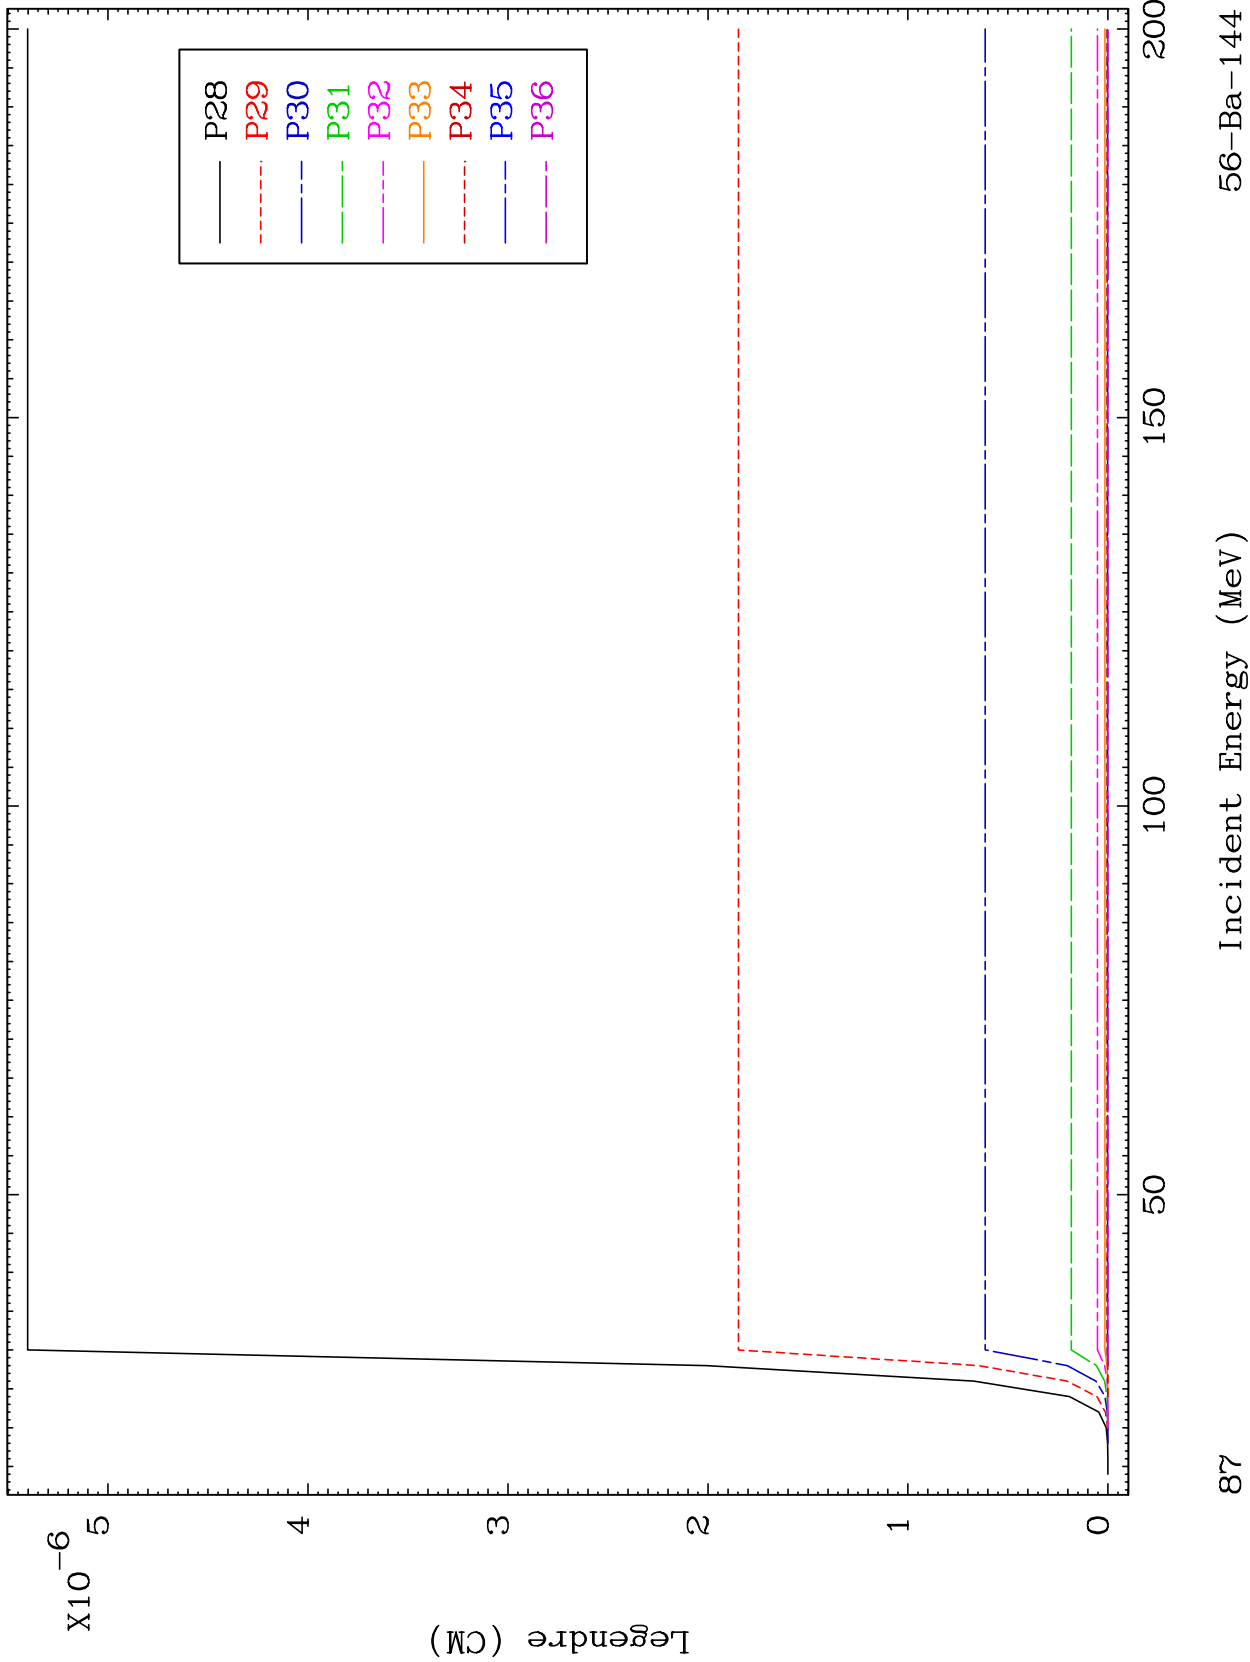 X10-6
5
4
3
2
1
0
Legendre (CM)
P28
P29
P30
P31
P32
P33
P34
P35
P36
50
100
150
200
87
Incident Energy (MeV)
56-Ba-144